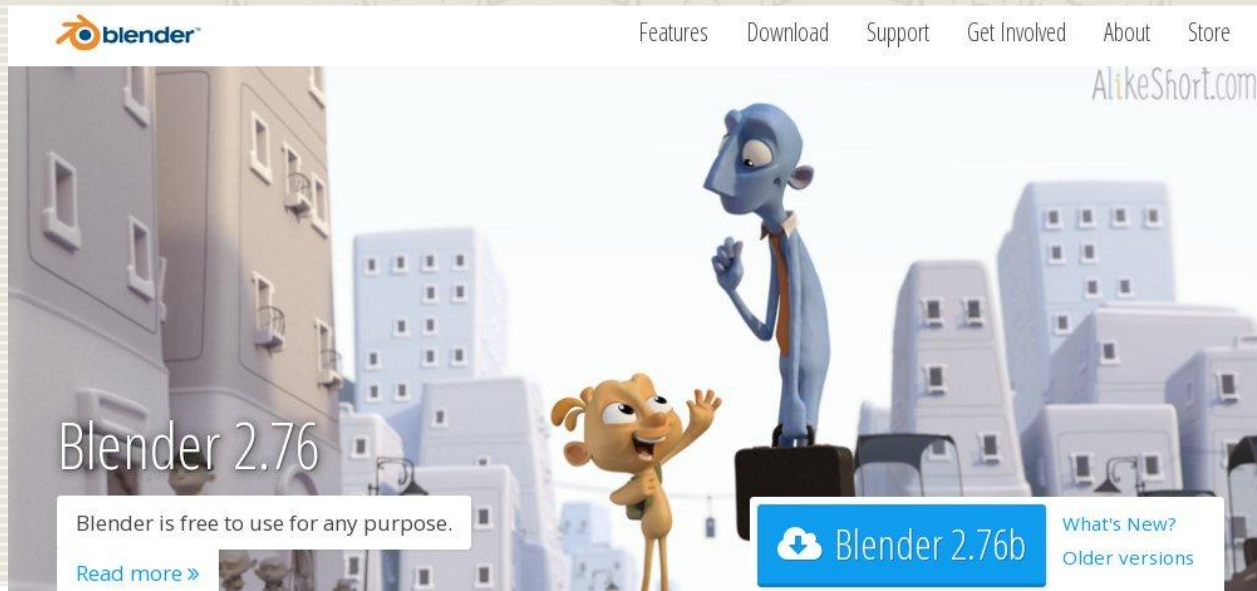 blender™
Features Download Support Get Involved About Store
AlikeShort.com
Blender 2.76
Blender is free to use for any purpose.
Read more »
Blender 2.76b
What's New?
Older versions